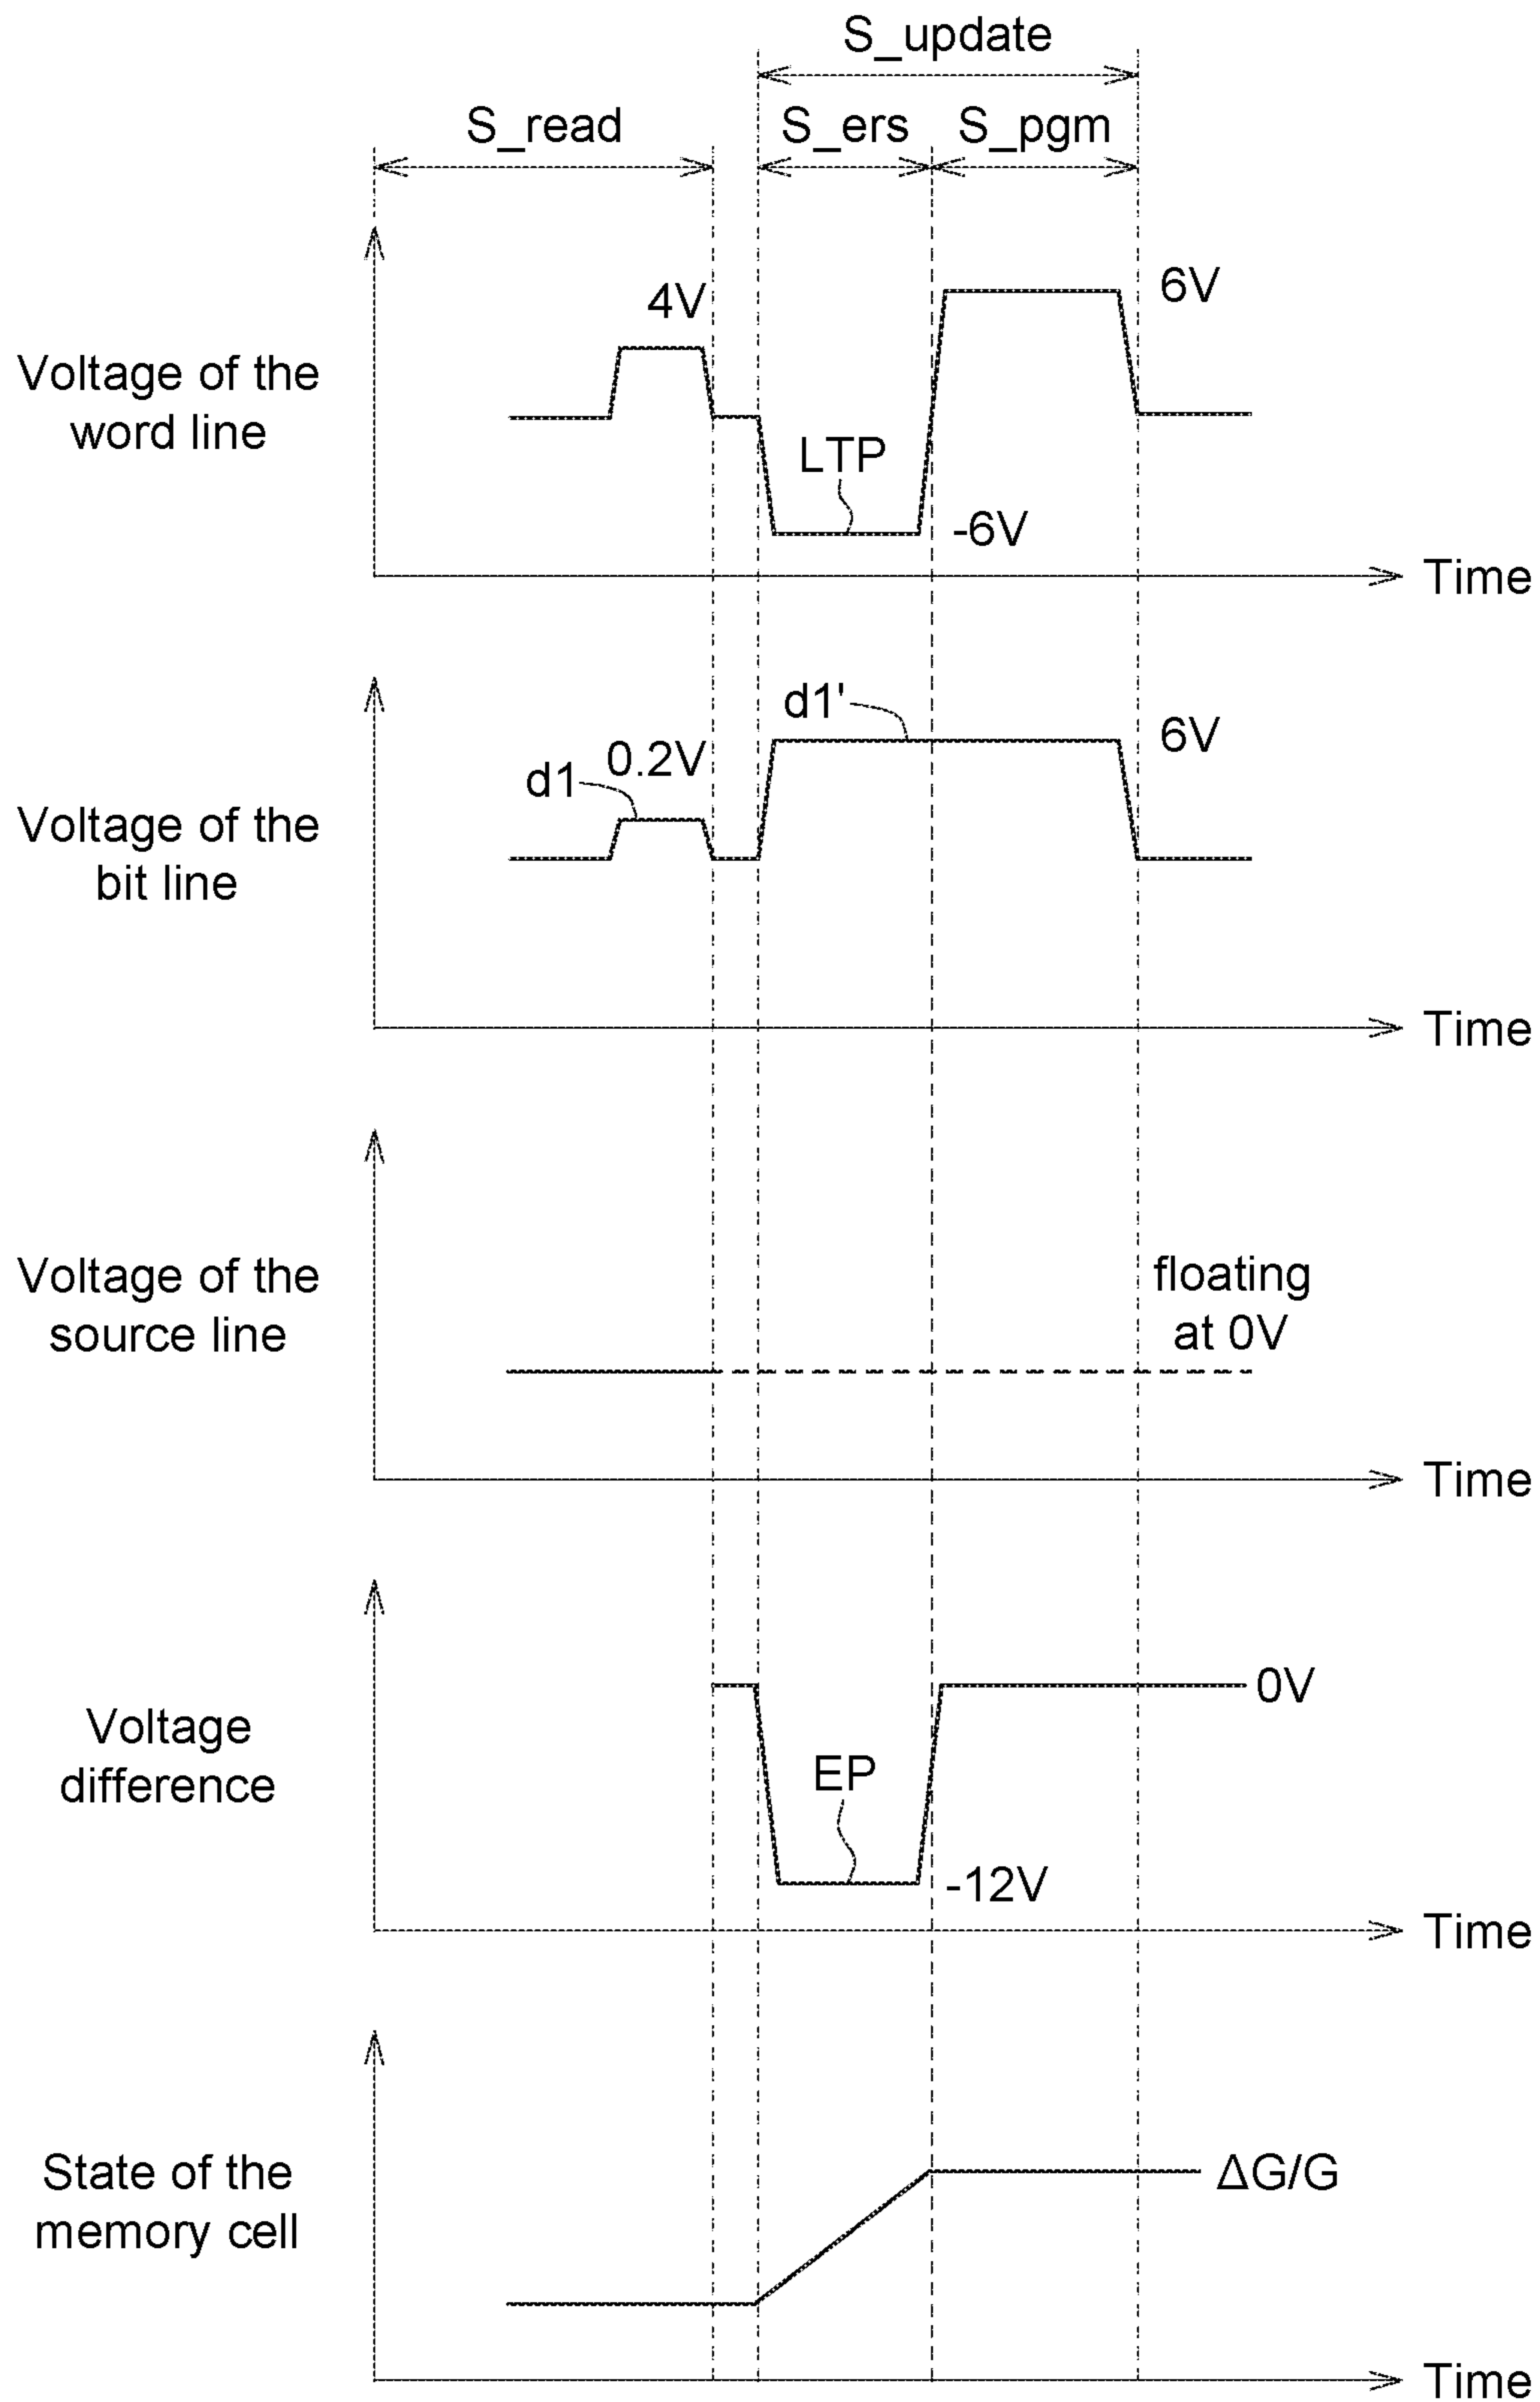 S_update
S_read
S_ers
S_pgm
4V
6V
Voltage of the
word line
LTP
-6V
Time
d1'
6V
0.2V
d1
Voltage of the
bit line
Time
Voltage of the
source line
floating
at 0V
Time
0V
Voltage
difference
EP
-12V
Time
State of the
memory cell
ΔG/G
Time